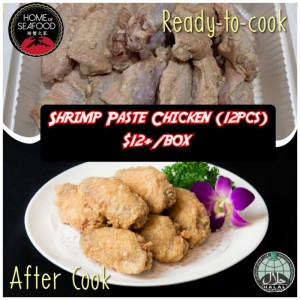 HOME OF
SEAFOOD
Ready-to-cook
SHRIMP PASTE CHICKEN (12PCS)
$12+ /BOX
After Cook
HALAL